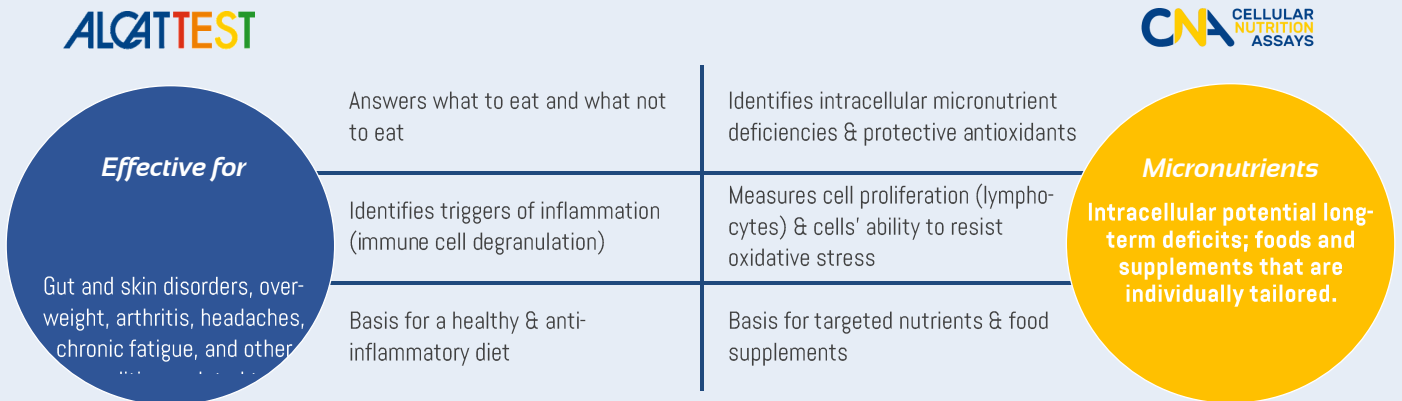 ALCATTEST
CNA CELLULAR
NUTRITION
ASSAYS
Effective for
Gut and skin disorders, over-
weight, arthritis, headaches,
chronic fatigue, and other
Answers what to eat and what not
to eat
Identifies triggers of inflammation
(immune cell degranulation)
Basis for a healthy & anti-
inflammatory diet
Identifies intracellular micronutrient
deficiencies & protective antioxidants
Measures cell proliferation (lympho-
cytes) & cells' ability to resist
oxidative stress
Basis for targeted nutrients & food
supplements
Micronutrients
Intracellular potential long-
term deficits; foods and
supplements that are
individually tailored.